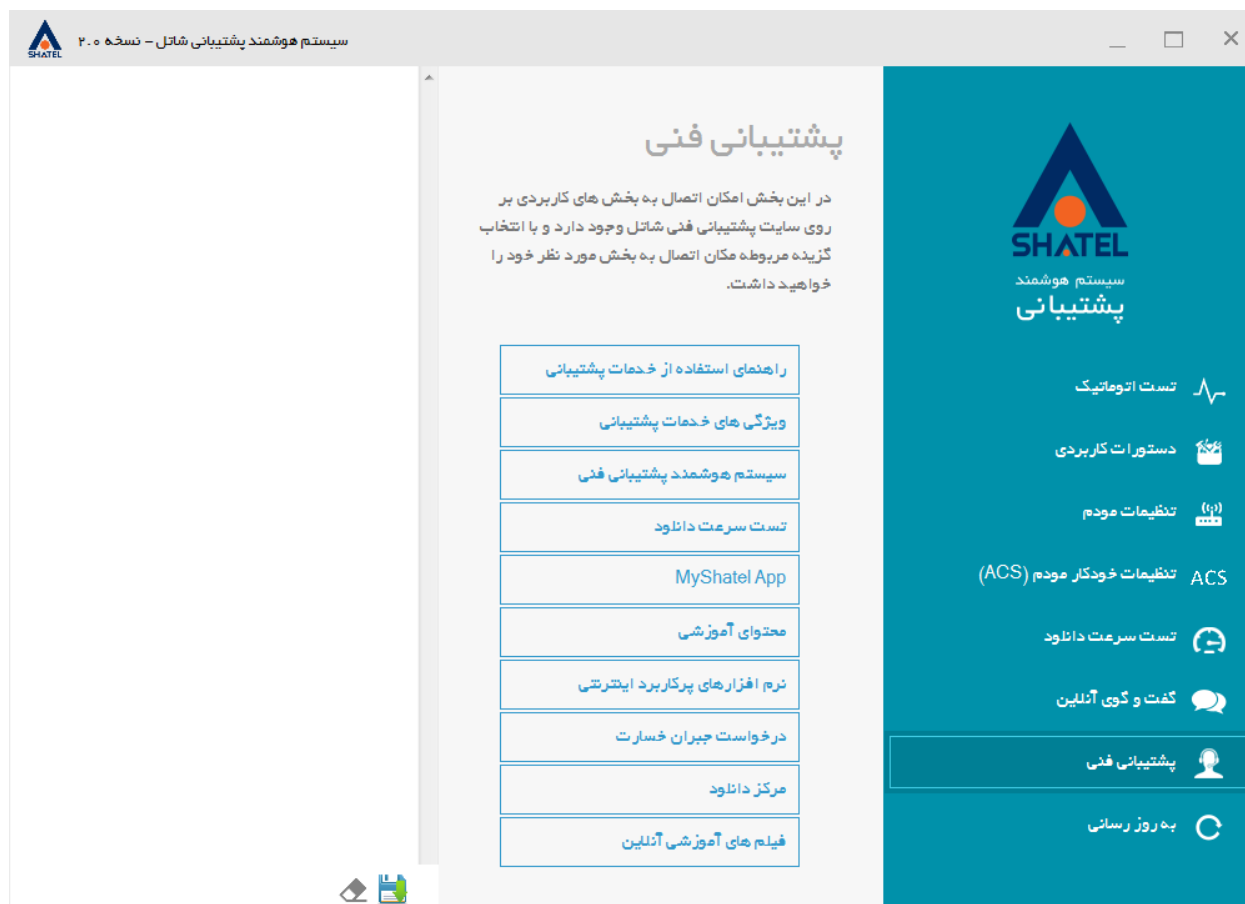 سیستم هوشمند پشتیبانی شاتل - نسخه ۲.۰
SHATEL
SHATEL
سیستم هوشمند
پشتیبانی
تست اتوماتیک
دستورات کاربردی
تنظیمات مودم
ACS تنظیمات خودکار مودم (ACS)
تست سرعت دانلود
گفت و گوی آنلاین
پشتیبانی فنی
به روز رسانی
پشتیبانی فنی
در این بخش امکان اتصال به بخش های کاربردی بر
روی سایت پشتیبانی فنی شاتل وجود دارد و با انتخاب
گزینه مربوطه مکان اتصال به بخش مورد نظر خود را
خواهید داشت.
راهنمای استفاده از خدمات پشتیبانی
ویژگی های خدمات پشتیبانی
سیستم هوشمند پشتیبانی فنی
تست سرعت دانلود
MyShatel App
محتوای آموزشی
نرم افزارهای پرکاربرد اینترنتی
درخواست جبران خسارت
مرکز دانلود
فیلم های آموزشی آنلاین